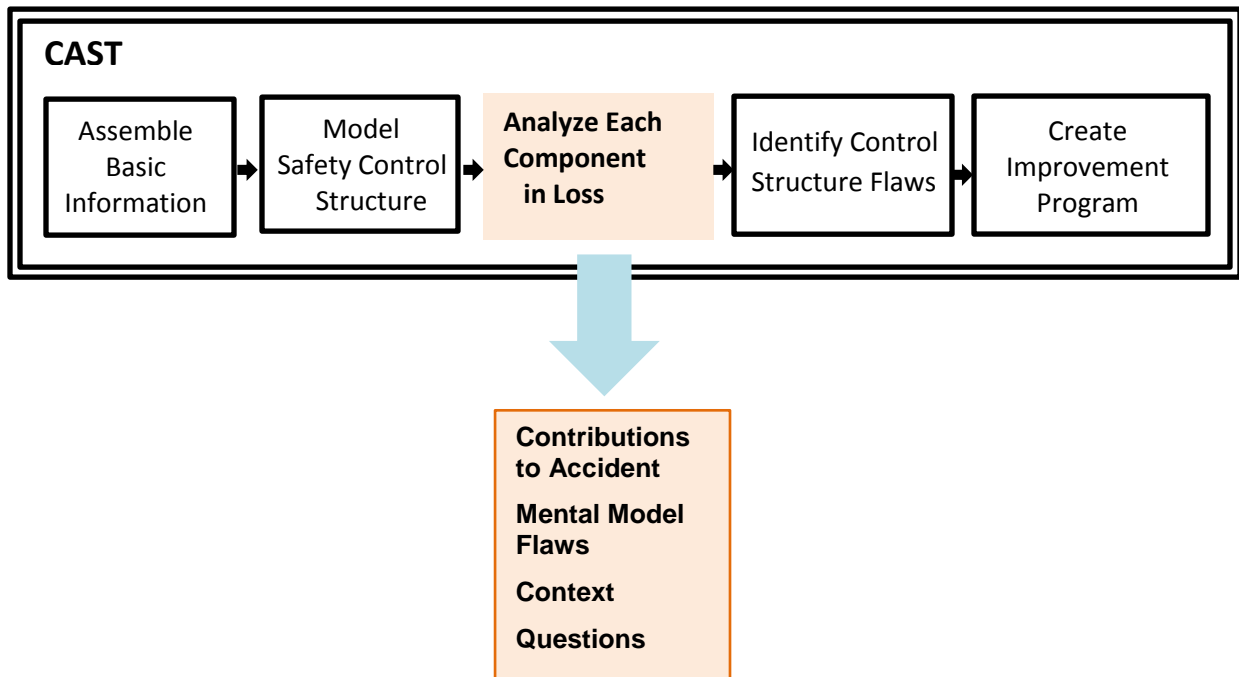 CAST
Assemble
Basic
Information
Model
Safety Control
Structure
Analyze Each
Component
in Loss
Identify Control
Structure Flaws
Create
Improvement
Program
Contributions
to Accident
Mental Model
Flaws
Context
Questions